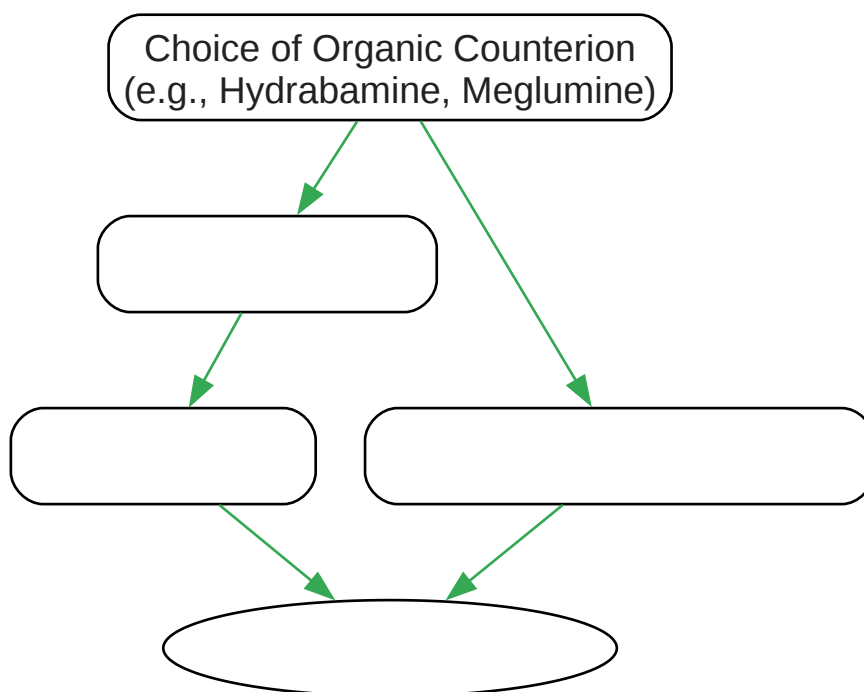 Choice of Organic Counterion
(e.g., Hydrabamine, Meglumine)